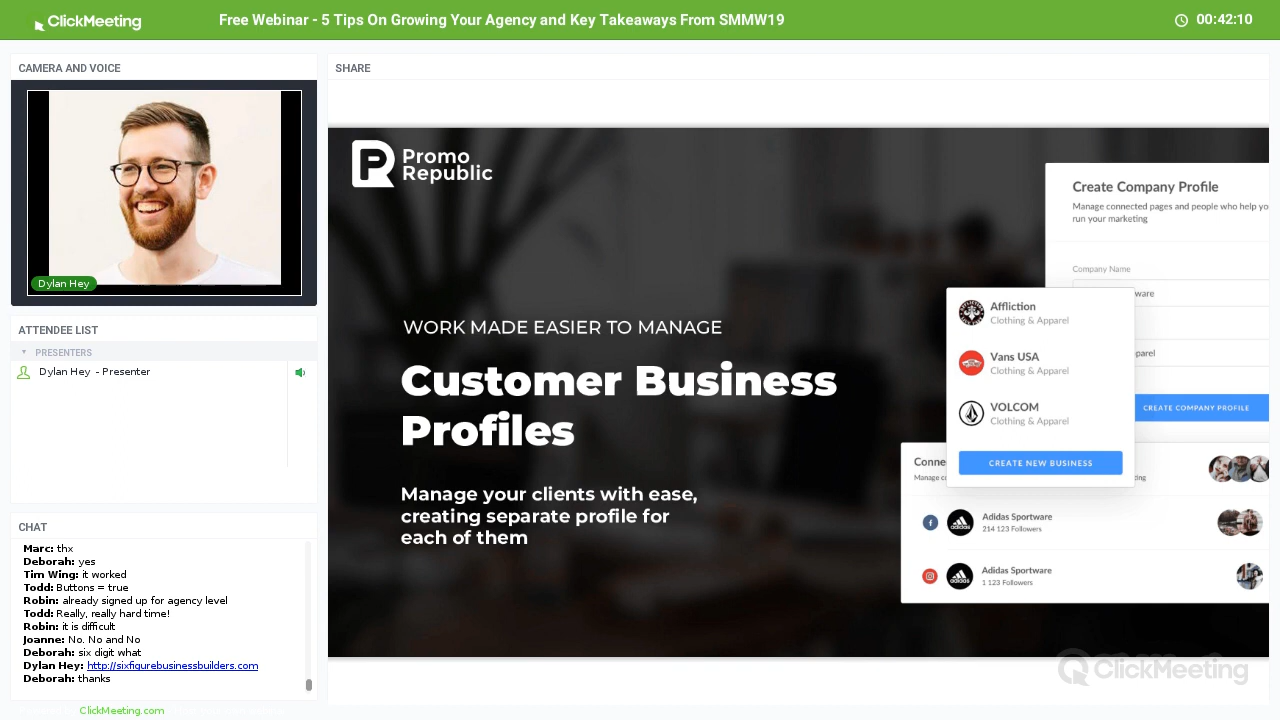 ClickMeeting
Free Webinar - 5 Tips On Growing Your Agency and Key Takeaways From SMMW19
00:42:10
CAMERA AND VOICE
Dylan Hey
ATTENDEE LIST
PRESENTERS
Dylan Hey - Presenter
CHAT
Marc: thx
Deborah: yes
Tim Wing: it worked
Todd: Buttons = true
Robin: already signed up for agency level
Todd: Really, really hard time!
Robin: it is difficult
Joanne: No. No and No
Deborah: six digit what
Dylan Hey: http://sixfigurebusinessbuilders.com
Deborah: thanks
ClickMeeting.com
SHARE
Promo
Republic
WORK MADE EASIER TO MANAGE
Customer Business
Profiles
Manage your clients with ease,
creating separate profile for
each of them
Create Company Profile
Manage connected pages and people who help yo
run your marketing
Company Name
ware
parel
CREATE COMPANY PROFILE
Affliction
Clothing & Apparel
Vans USA
Clothing & Apparel
VOLCOM
Clothing & Apparel
CREATE NEW BUSINESS
Conne
Manage c
ting
Adidas Sportware
214 123 Followers
Adidas Sportware
1 123 Followers
ClickMeeting